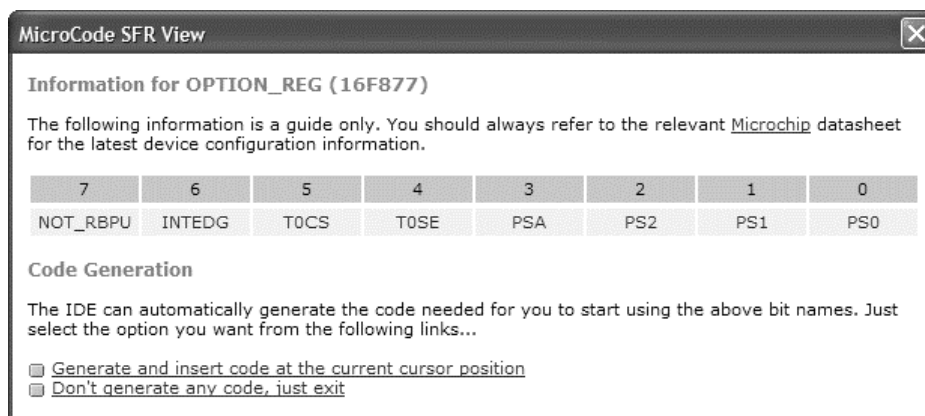 MicroCode SFR View
Information for OPTION_REG (16F877)
The following information is a guide only. You should always refer to the relevant Microchip datasheet
for the latest device configuration information.
7 6 5 4 3 2 1 0
NOT_RBPU INTEDG T0CS T0SE PSA PS2 PS1 PS0
Code Generation
The IDE can automatically generate the code needed for you to start using the above bit names. Just
select the option you want from the following links...
Generate and insert code at the current cursor position
Don't generate any code, just exit